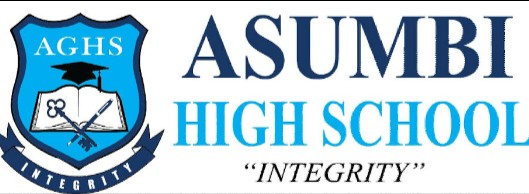 AGHS
INTEGRITY
ASUMBI
HIGH SCHOOL
“INTEGRITY”